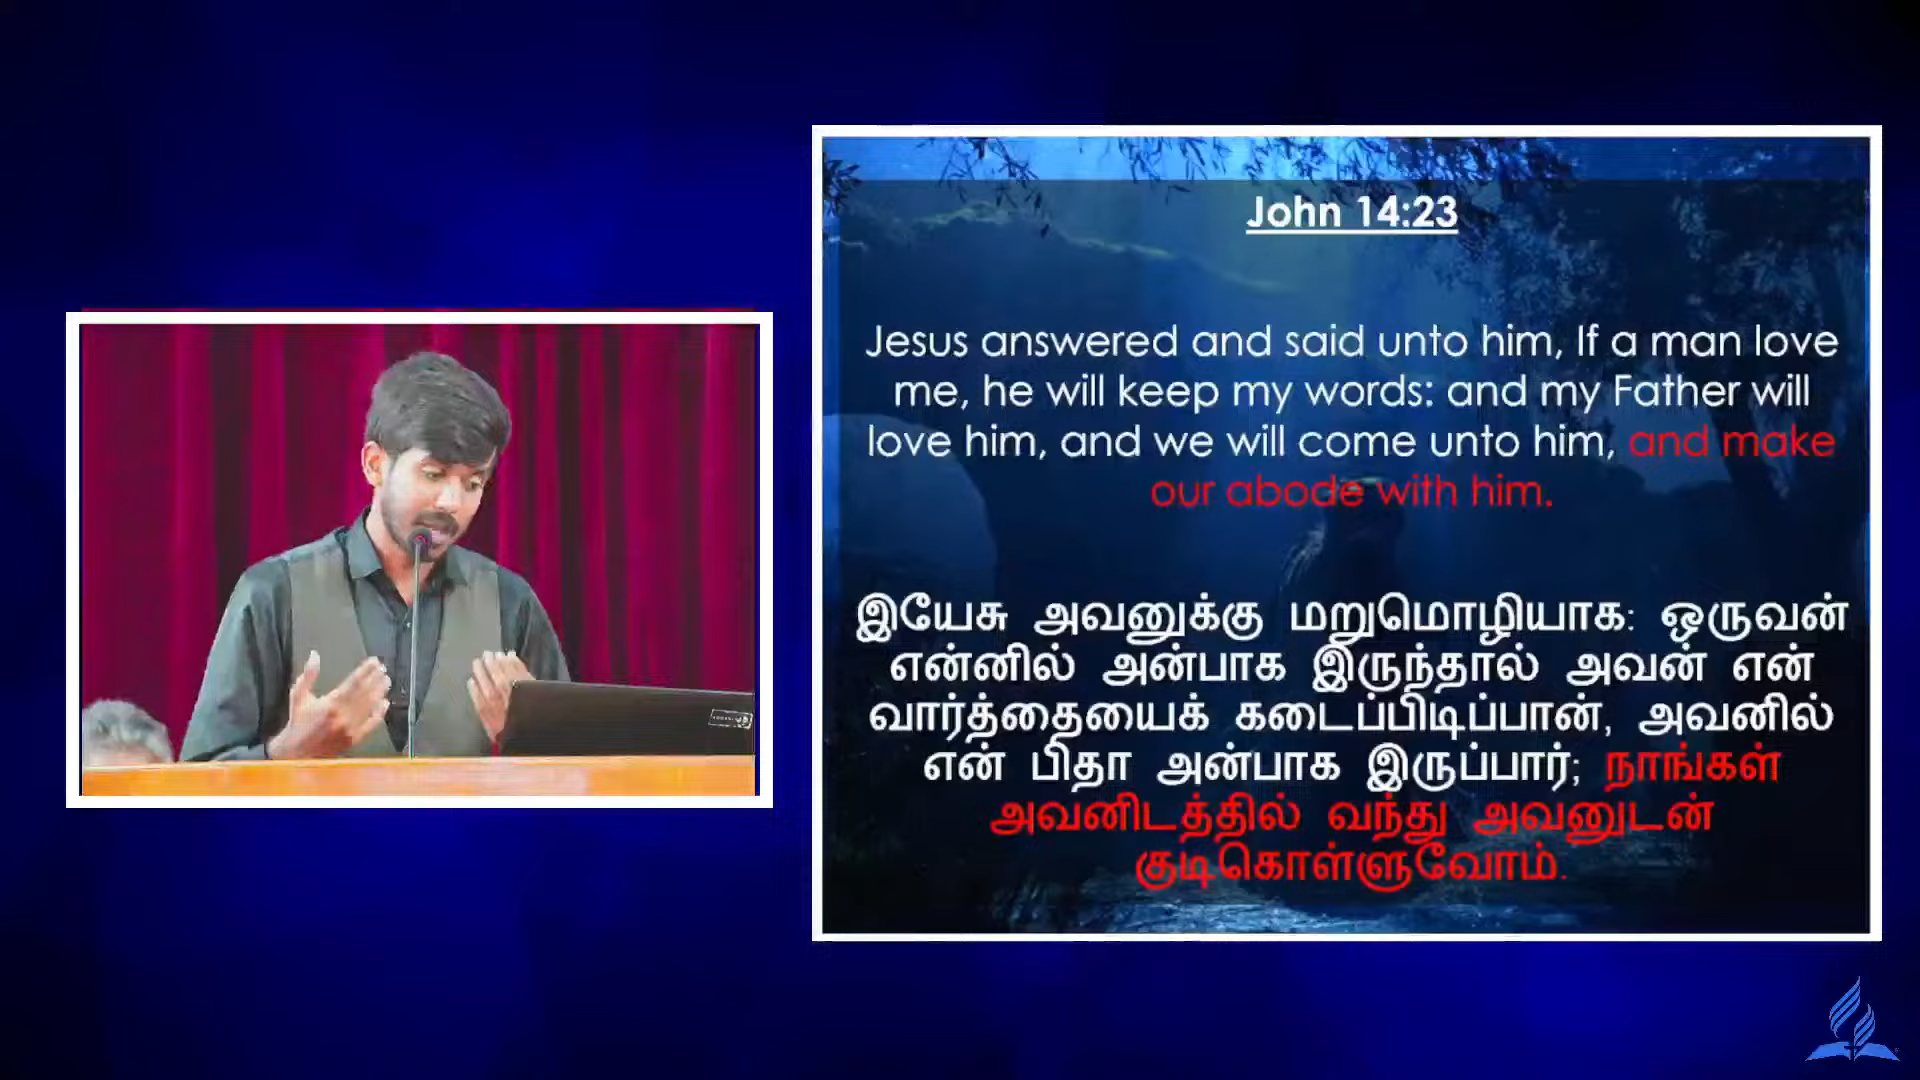 John 14:23
Jesus answered and said unto him, If a man love
me, he will keep my words: and my Father will
love him, and we will come unto him, and make
our abode with him.
இயேசு அவனுக்கு மறுமொழியாக: ஒருவன்
என்னில் அன்பாக இருந்தால் அவன் என்
வார்த்தையைக் கடைப்பிடிப்பான், அவனில்
என் பிதா அன்பாக இருப்பார்; நாங்கள்
அவனிடத்தில் வந்து அவனுடன்
குடிகொள்ளுவோம்.